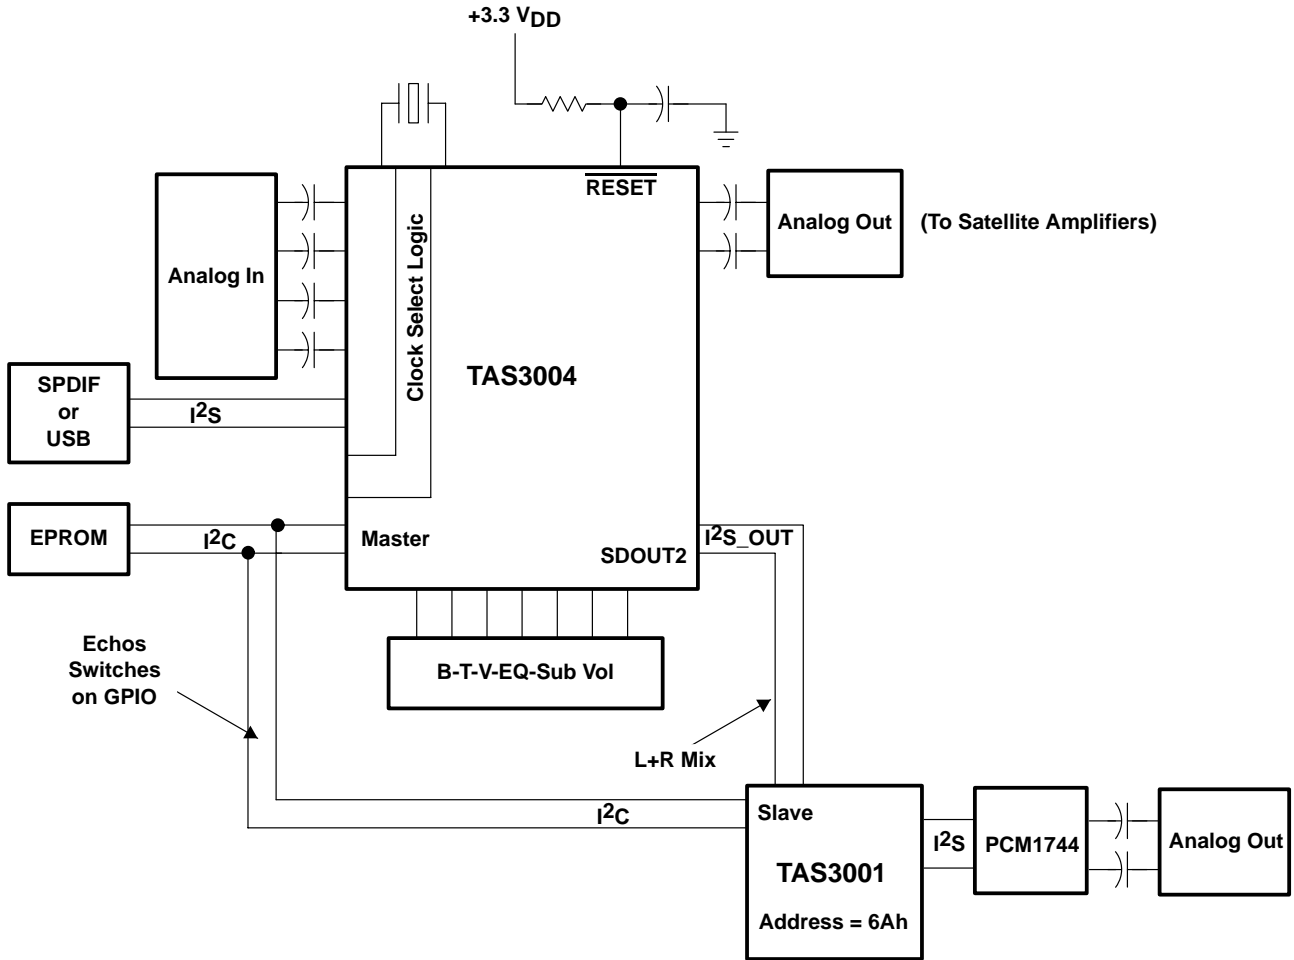 +3.3 VDD
RESET
Analog In
Clock Select Logic
Analog Out
(To Satellite Amplifiers)
TAS3004
SPDIF
or
USB
I2S
EPROM
I2C
Master
I2S_OUT
SDOUT2
Echos
Switches
on GPIO
B-T-V-EQ-Sub Vol
L+R Mix
I2C
Slave
TAS3001
Address = 6Ah
I2S
PCM1744
Analog Out